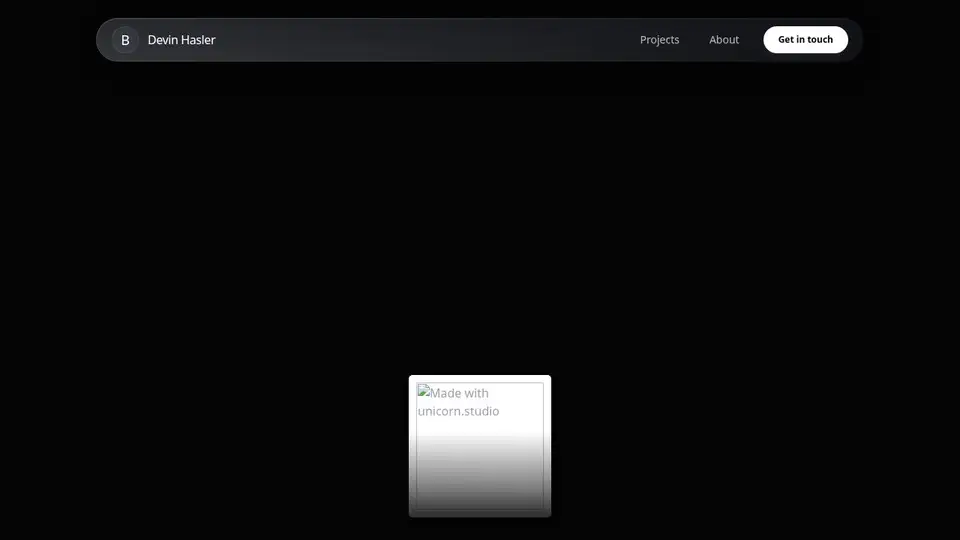 B
Devin Hasler
Projects
About
Get in touch
Made with
unicorn.studio